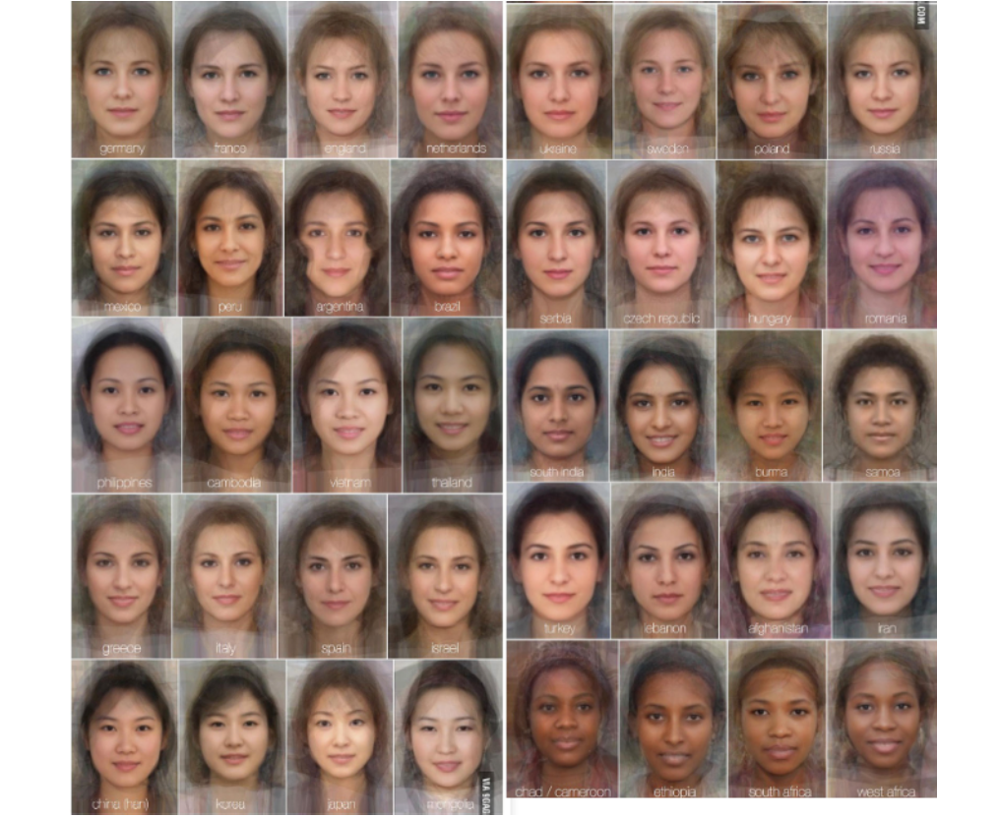 germany france england netherlands
mexico peru argentina brazil
philippines cambodia vietnam thailand
greece italy spain israel
china (han) korea japan mongolia
VIA 9GAG
.COM
ukraine sweden poland russia
serbia czech republic hungary romania
south india india burma samoa
turkey lebanon afghanistan iran
chad / cameroon ethiopia south africa west africa